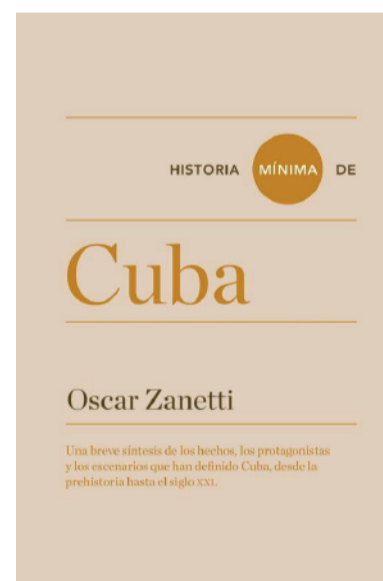 HISTORIA MÍNIMA DE
Cuba
Oscar Zanetti
Una breve síntesis de los hechos, los protagonistas
y los escenarios que han definido Cuba, desde la
prehistoria hasta el siglo XXI.